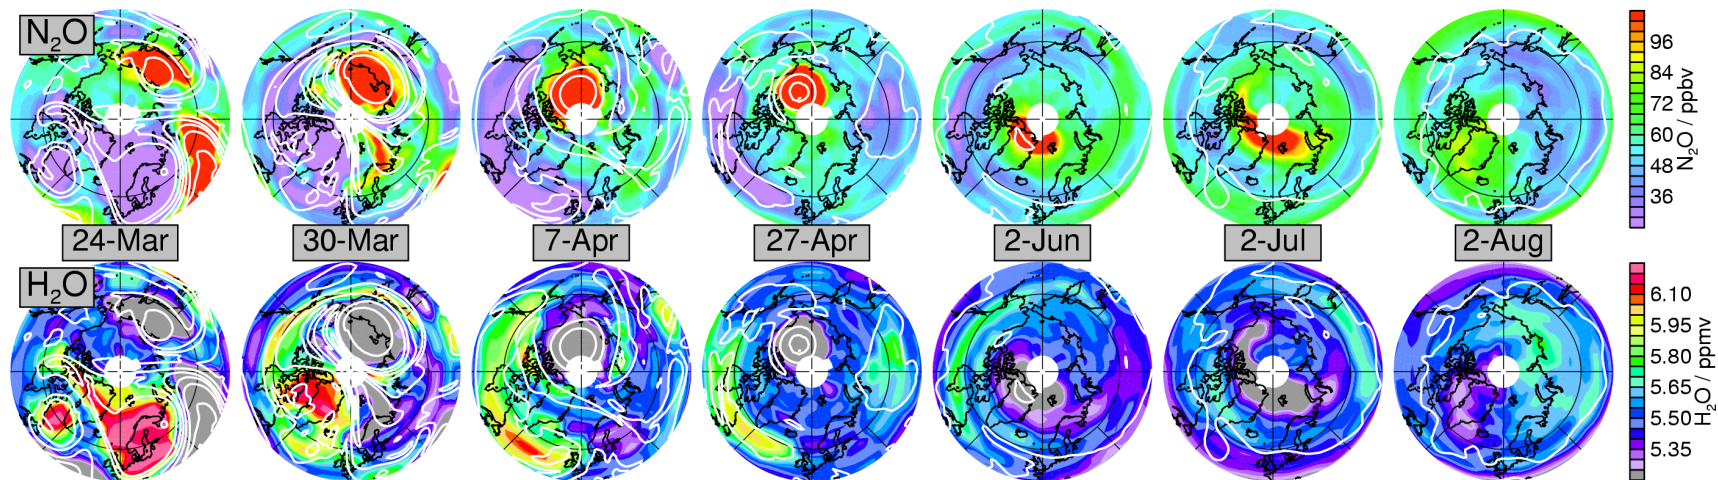 N₂O
96
84
72
60
48
36
N₂O / ppbv
24-Mar
30-Mar
7-Apr
27-Apr
2-Jun
2-Jul
2-Aug
H₂O
6.10
5.95
5.80
5.65
5.50
5.35
H₂O / ppmv